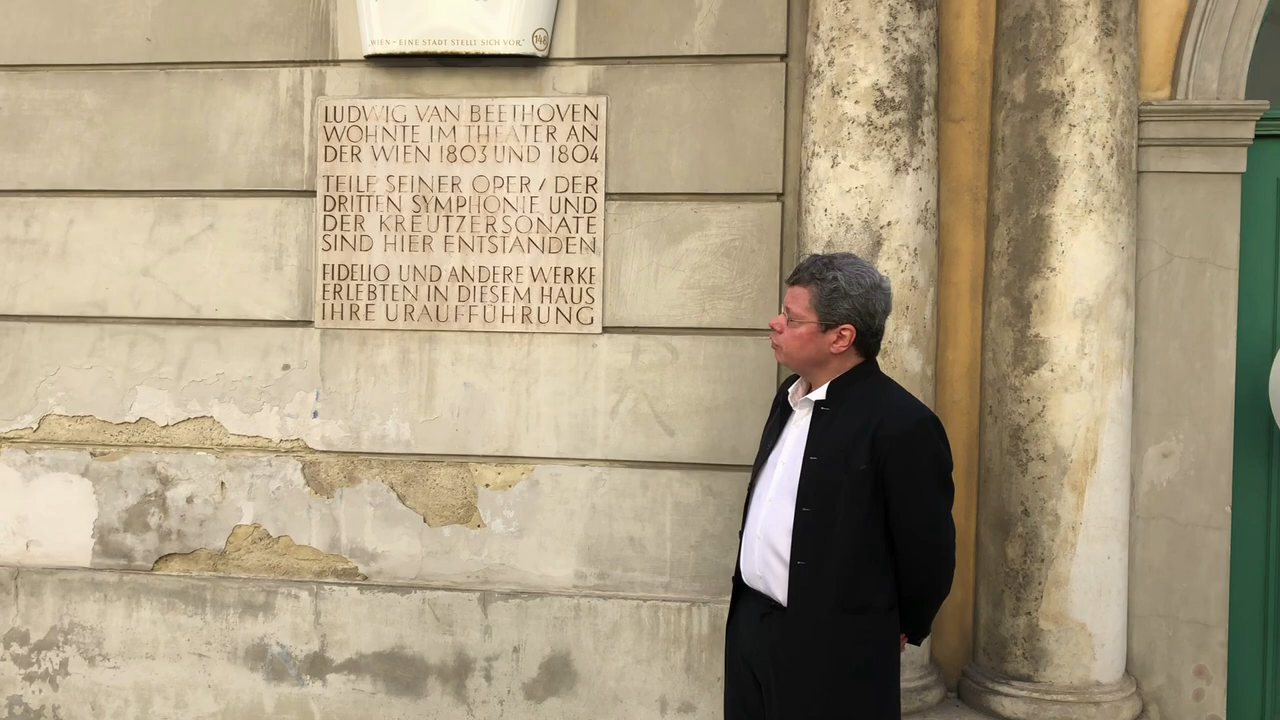 „WIEN – EINE STADT STELLT SICH VOR." 148
LUDWIG VAN BEETHOVEN
WOHNTE IM THEATER AN
DER WIEN 1803 UND 1804
TEILE SEINER OPER / DER
DRITTEN SYMPHONIE UND
DER KREUTZERSONATE
SIND HIER ENTSTANDEN
FIDELIO UND ANDERE WERKE
ERLEBTEN IN DIESEM HAUS
IHRE URAUFFÜHRUNG